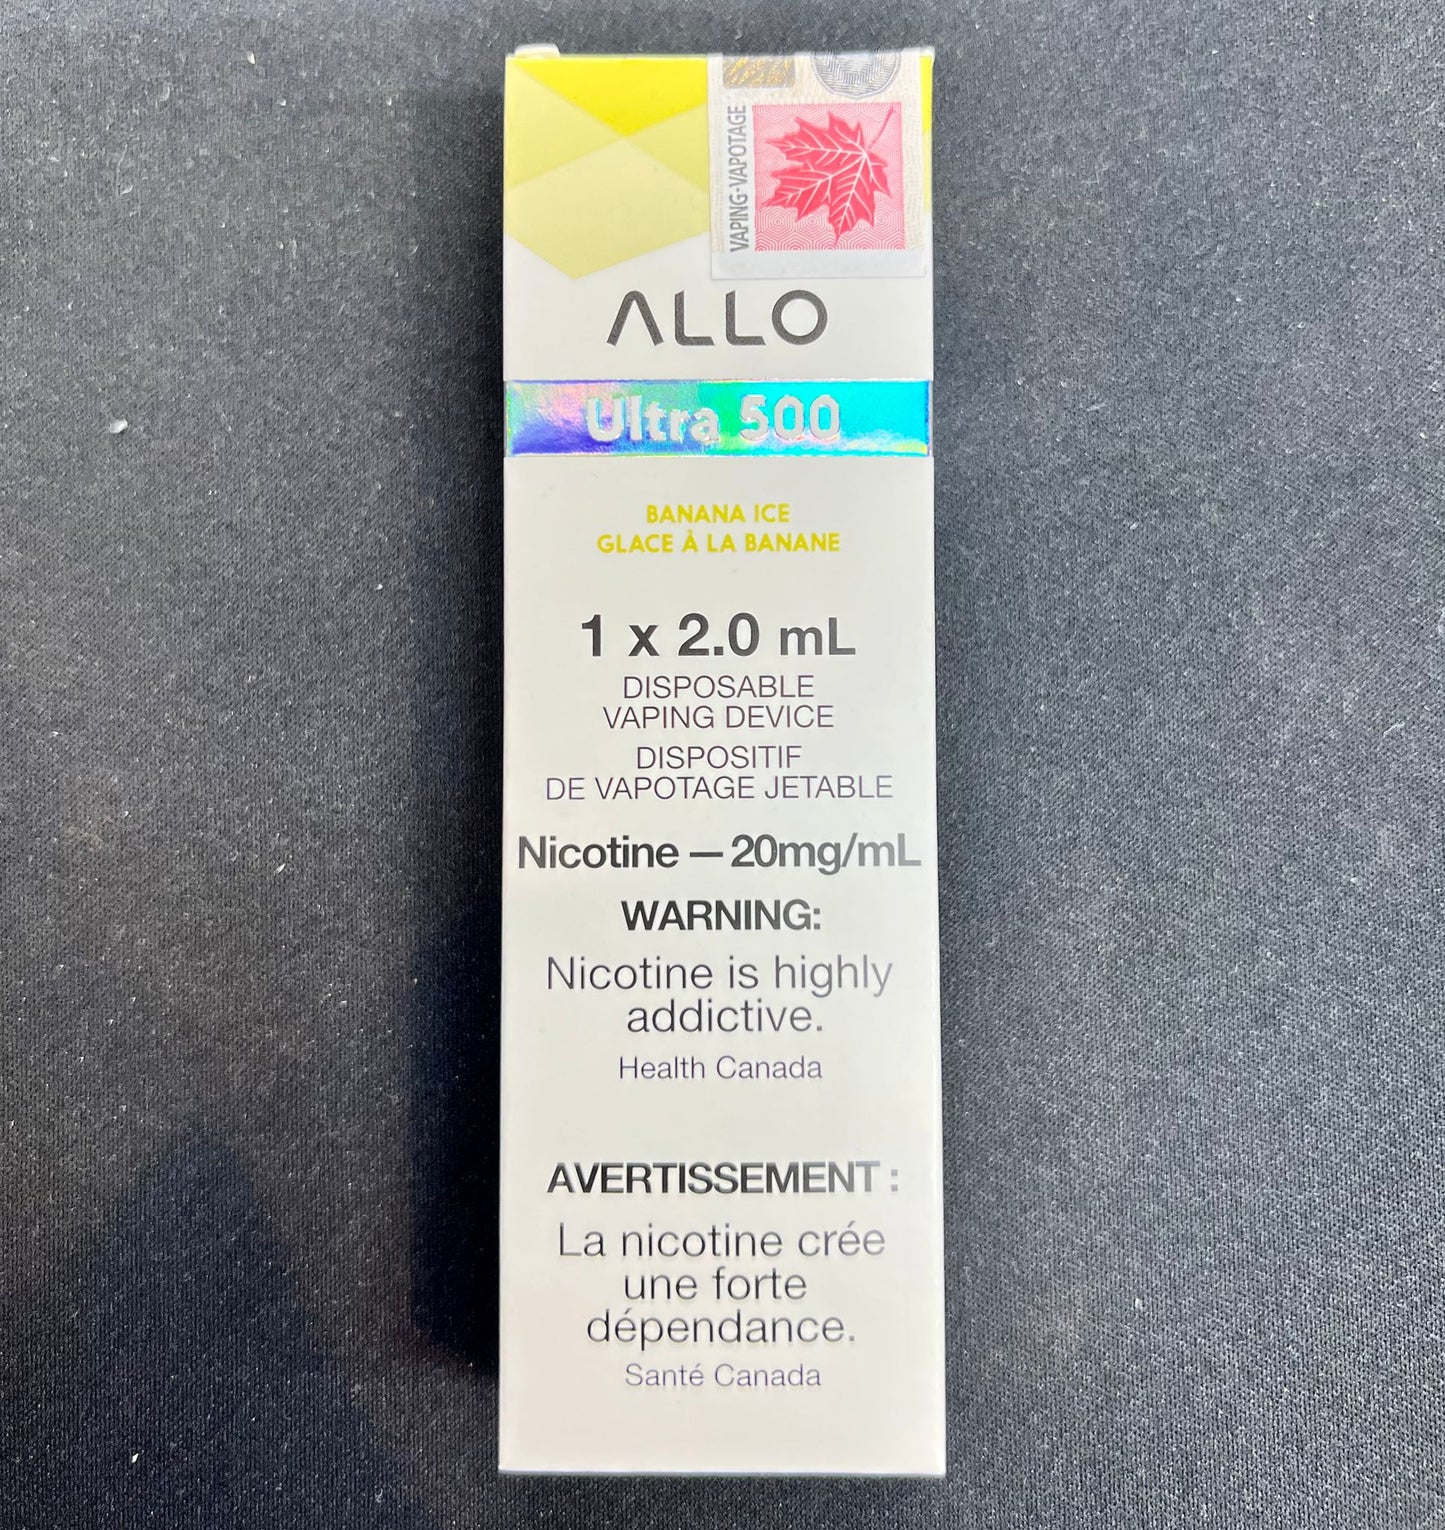 VAPING·VAPOTAGE
ALLO
Ultra 500
BANANA ICE
GLACE À LA BANANE
1 x 2.0 mL
DISPOSABLE
VAPING DEVICE
DISPOSITIF
DE VAPOTAGE JETABLE
Nicotine — 20mg/mL
WARNING:
Nicotine is highly
addictive.
Health Canada
AVERTISSEMENT :
La nicotine crée
une forte
dépendance.
Santé Canada